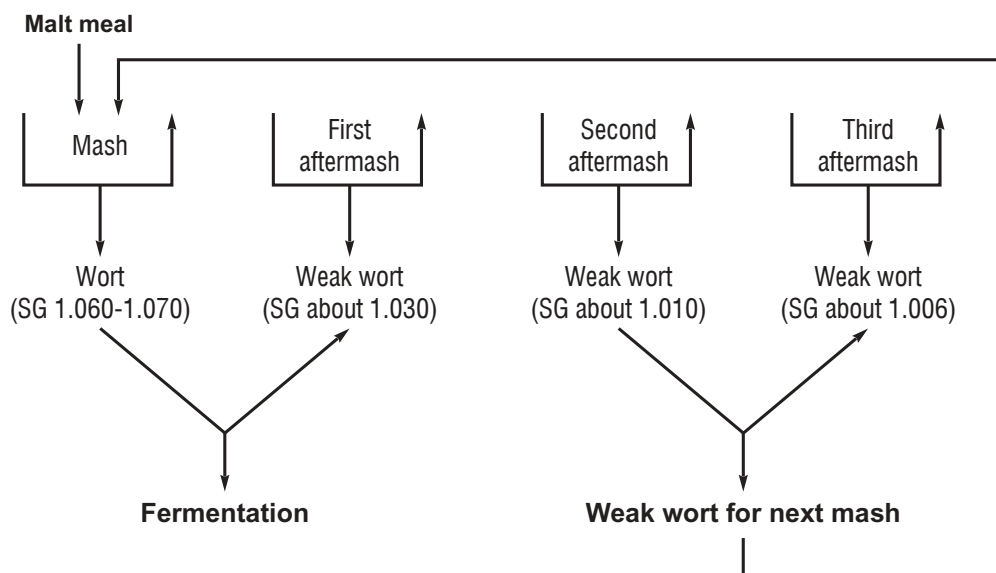 Malt meal
Mash
First
aftermash
Second
aftermash
Third
aftermash
Wort
(SG 1.060-1.070)
Weak wort
(SG about 1.030)
Weak wort
(SG about 1.010)
Weak wort
(SG about 1.006)
Fermentation
Weak wort for next mash